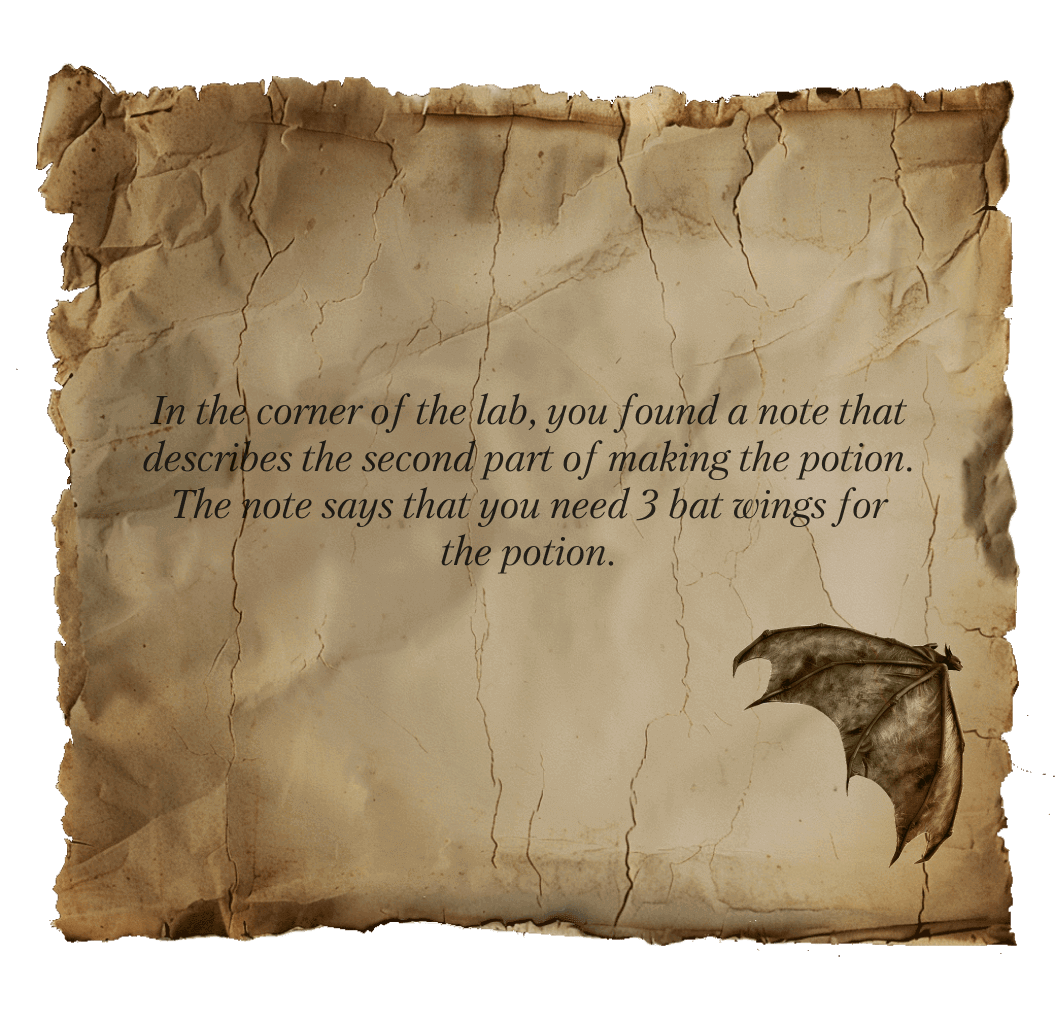 In the corner of the lab, you found a note that
describes the second part of making the potion.
The note says that you need 3 bat wings for
the potion.